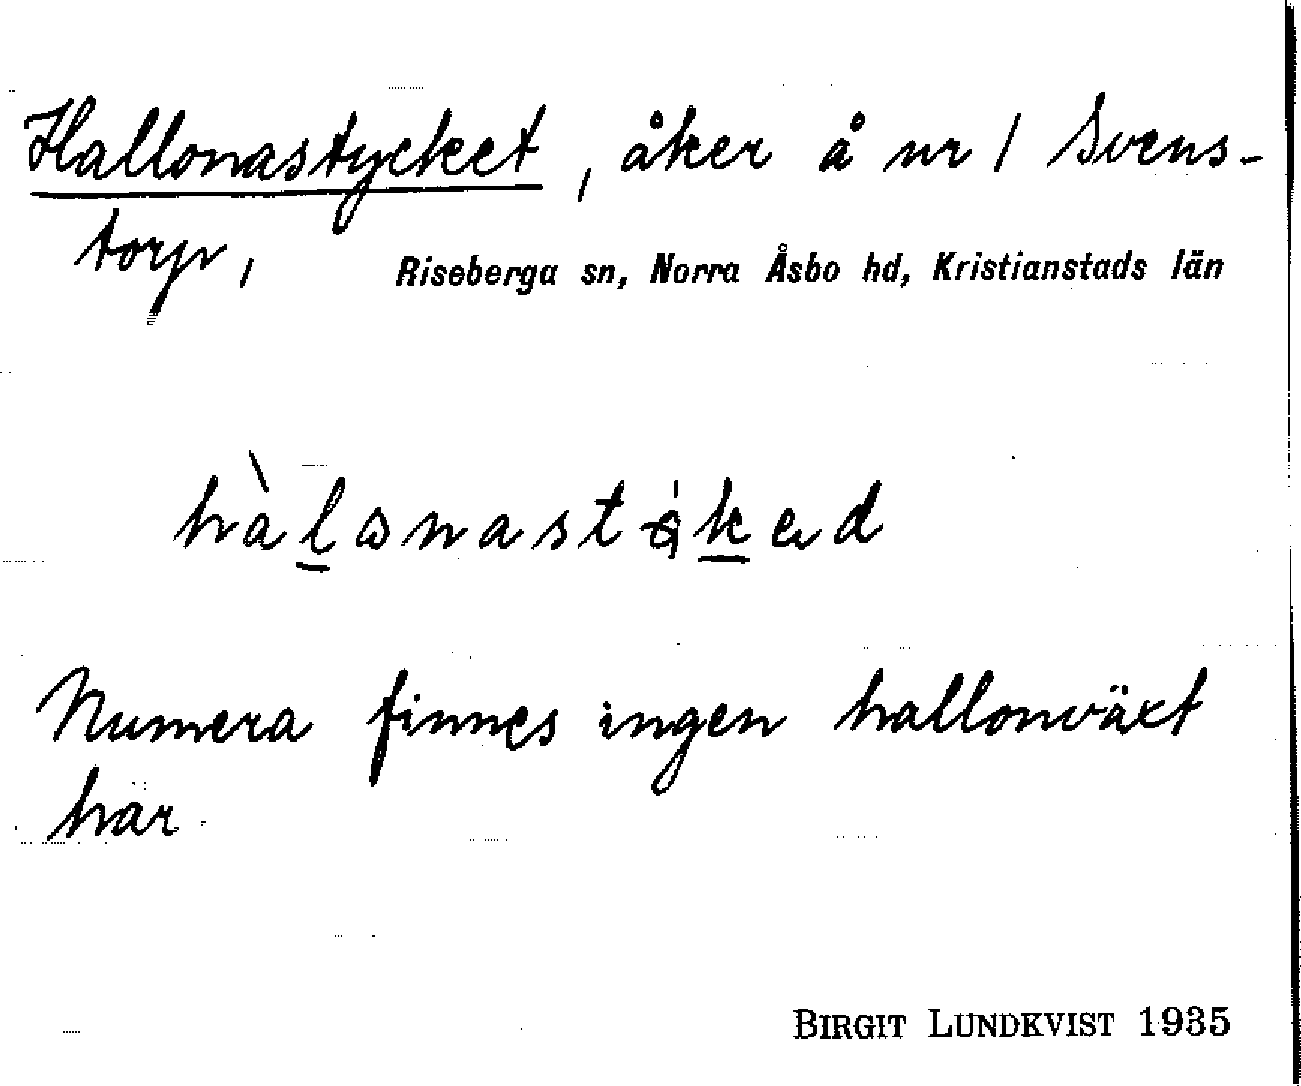 Hallonastycket, åker å nr 1 Svens-
torp, Riseberga sn, Norra Åsbo hd, Kristianstads län
Numera finnes ingen hallonväxt
här.
BIRGIT LUNDKVIST 1935